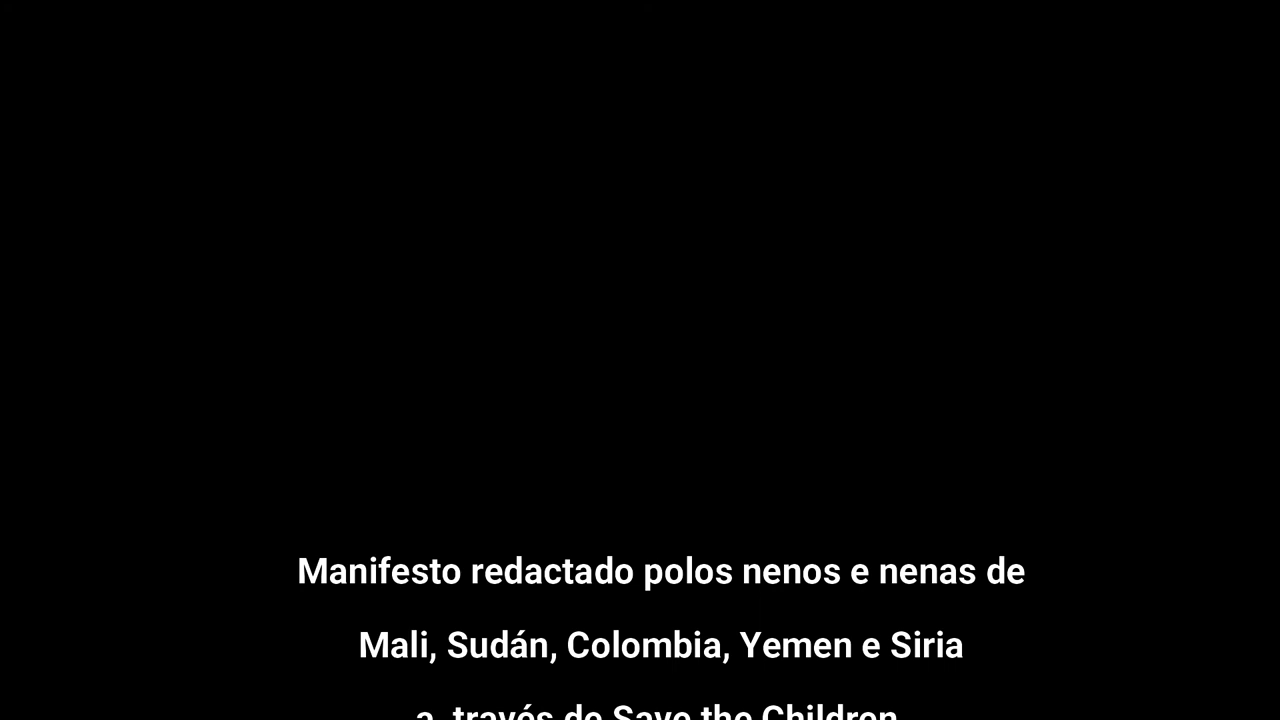 Manifesto redactado polos nenos e nenas de
Mali, Sudán, Colombia, Yemen e Siria
a través de Save the Children